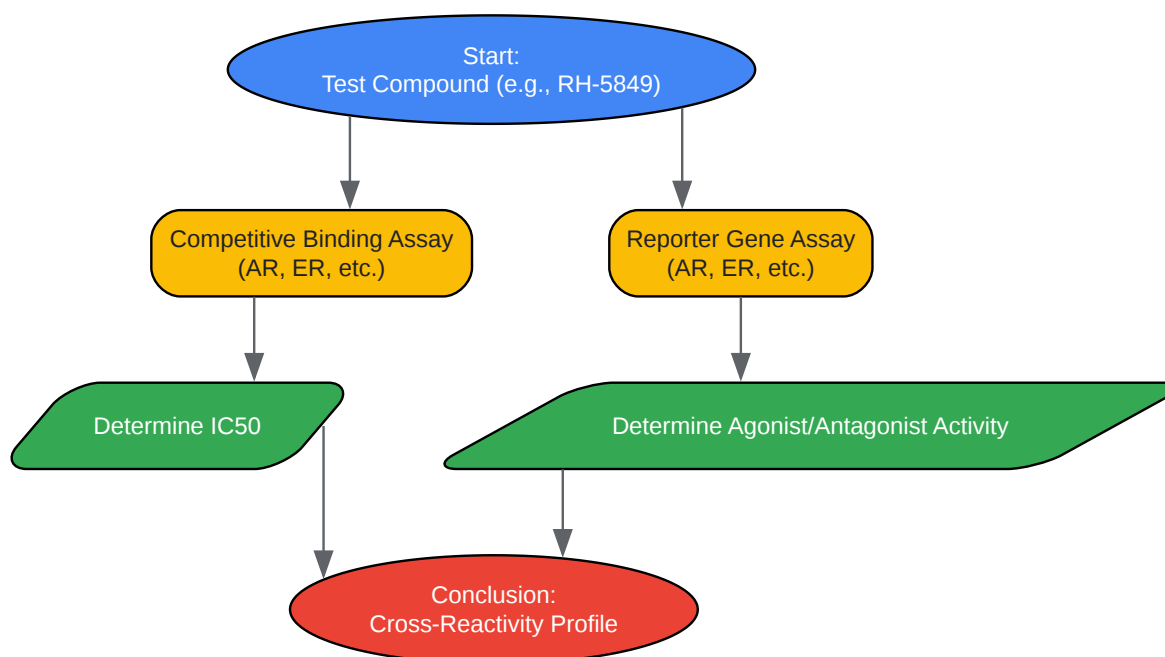 Start:
Test Compound (e.g., RH-5849)
Competitive Binding Assay
(AR, ER, etc.)
Reporter Gene Assay
(AR, ER, etc.)
Determine IC50
Determine Agonist/Antagonist Activity
Conclusion:
Cross-Reactivity Profile